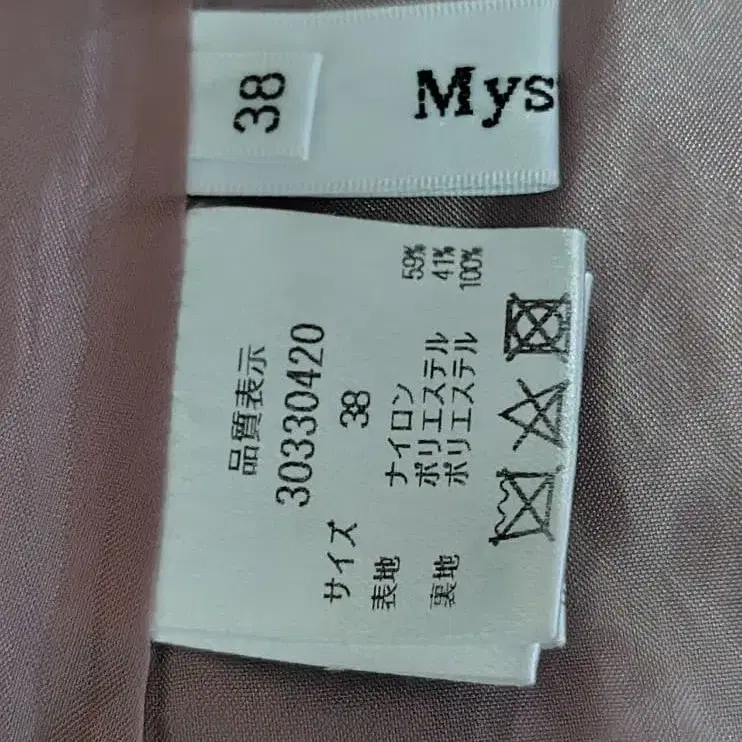 38
Mys
品質表示
30330420
サイズ 38
表地 ナイロン 59%
ポリエステル 41%
裏地 ポリエステル 100%